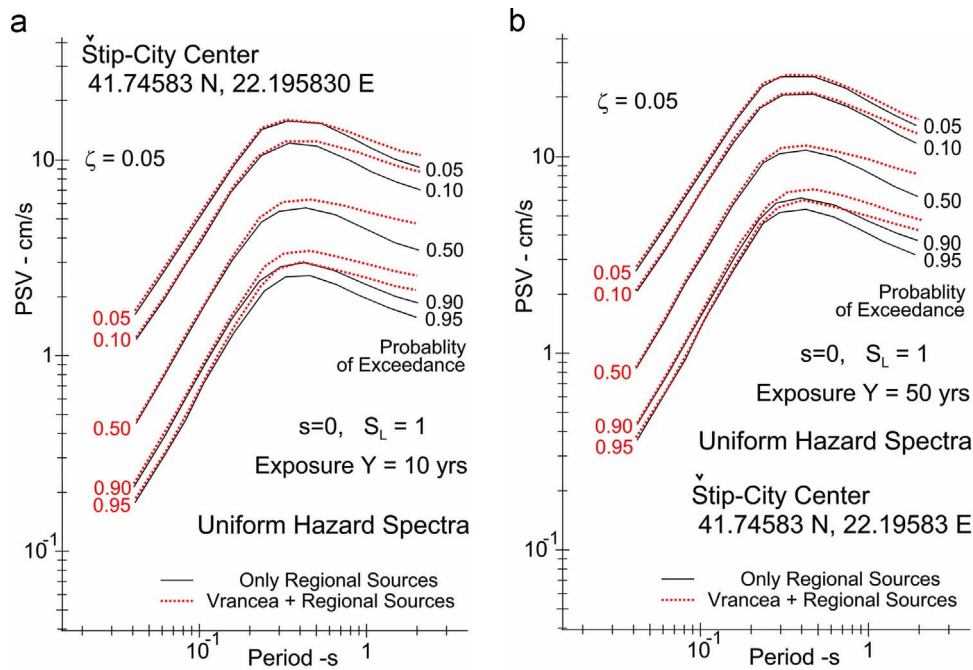 a
Štip-City Center
41.74583 N, 22.195830 E
ζ = 0.05
10
1
10-1
PSV - cm/s
0.05
0.10
0.50
0.90
0.95
0.05
0.10
0.50
0.90
0.95
Probablity
of Exceedance
s=0, SL = 1
Exposure Y = 10 yrs
Uniform Hazard Spectra
Only Regional Sources
Vrancea + Regional Sources
10-1
1
Period -s
b
ζ = 0.05
10
1
10-1
PSV - cm/s
0.05
0.10
0.50
0.90
0.95
0.05
0.10
0.50
0.90
0.95
Probablity
of Exceedance
s=0, SL = 1
Exposure Y = 50 yrs
Uniform Hazard Spectra
Štip-City Center
41.74583 N, 22.19583 E
Only Regional Sources
Vrancea + Regional Sources
10-1
1
Period -s